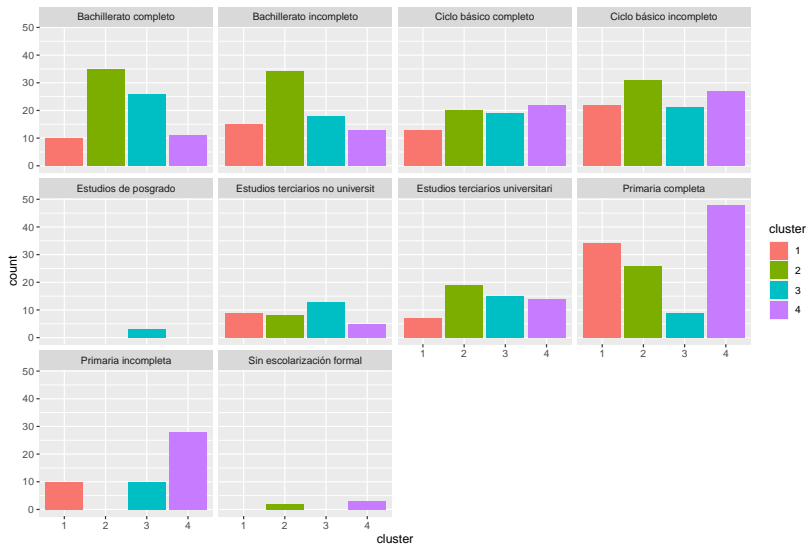 Bachillerato completo
Bachillerato incompleto
Ciclo básico completo
Ciclo básico incompleto
50
40
30
20
10
0
Estudios de posgrado
Estudios terciarios no universit
Estudios terciarios universitari
Primaria completa
50
40
30
20
10
0
count
1 2 3 4
1 2 3 4
Primaria incompleta
Sin escolarización formal
50
40
30
20
10
0
1 2 3 4
1 2 3 4
cluster
cluster
1
2
3
4